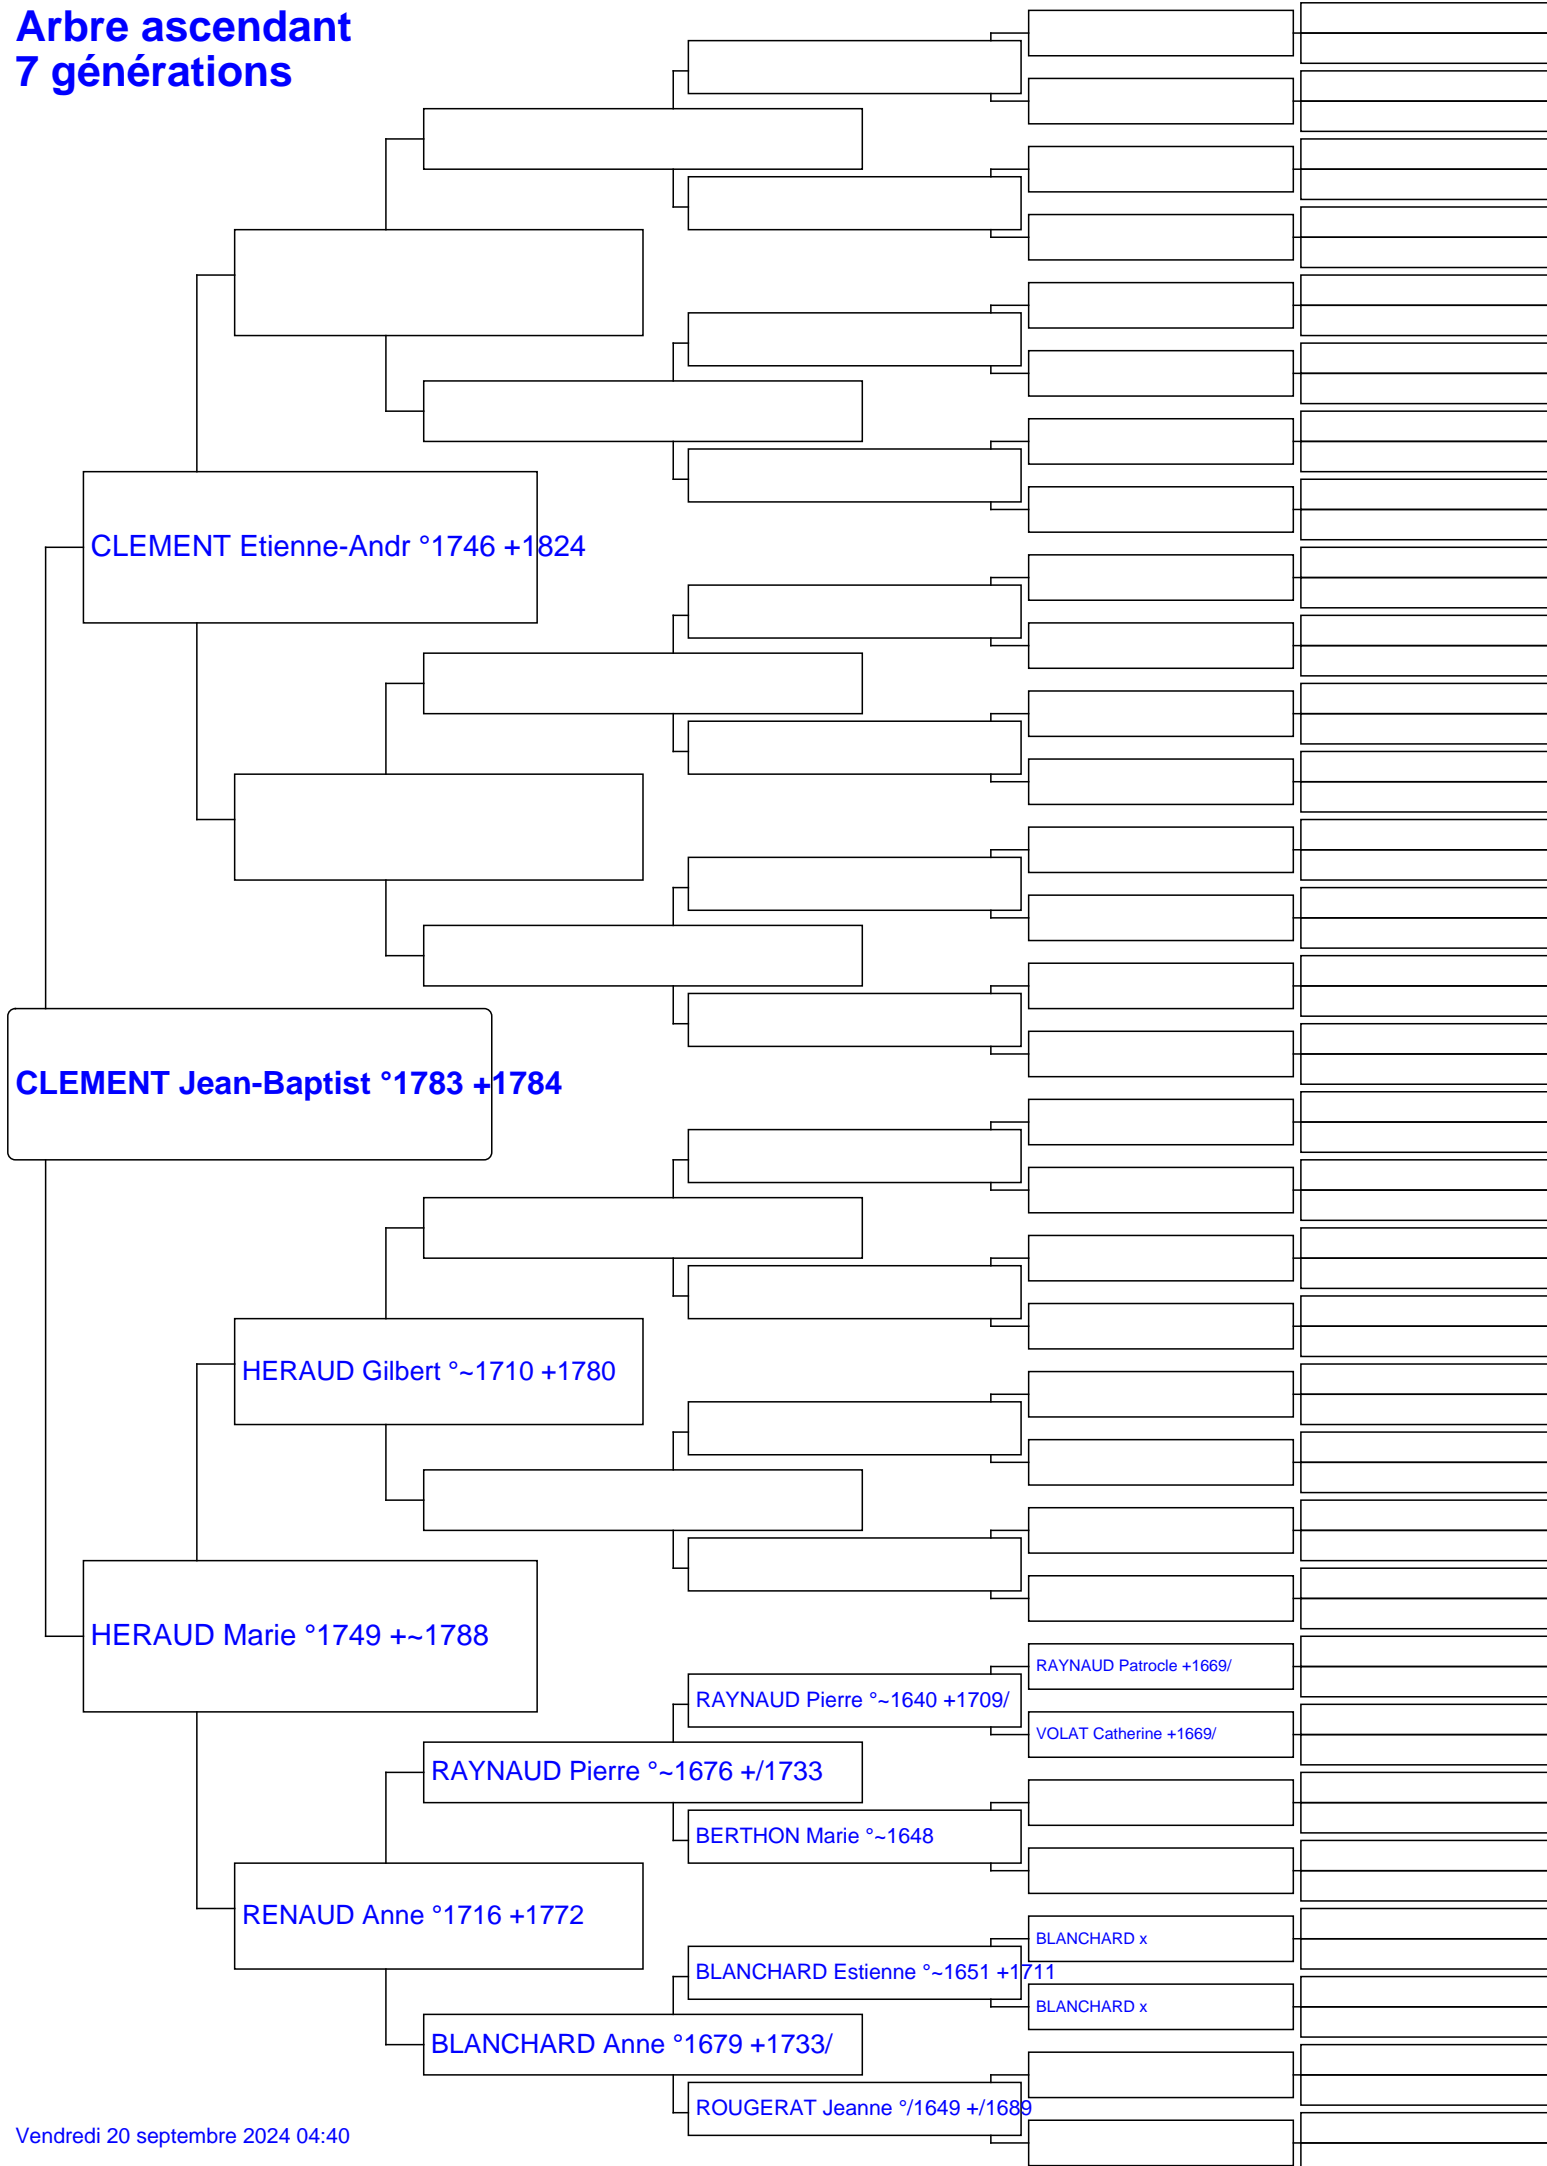 Arbre ascendant
7 générations
CLEMENT Etienne-Andr °1746 +1824
CLEMENT Jean-Baptist °1783 +1784
HERAUD Gilbert °~1710 +1780
HERAUD Marie °1749 +~1788
RAYNAUD Patrocle +1669/
RAYNAUD Pierre °~1640 +1709/
VOLAT Catherine +1669/
RAYNAUD Pierre °~1676 +/1733
BERTHON Marie °~1648
RENAUD Anne °1716 +1772
BLANCHARD x
BLANCHARD Estienne °~1651 +1711
BLANCHARD x
BLANCHARD Anne °1679 +1733/
ROUGERAT Jeanne °/1649 +/1689
Vendredi 20 septembre 2024 04:40